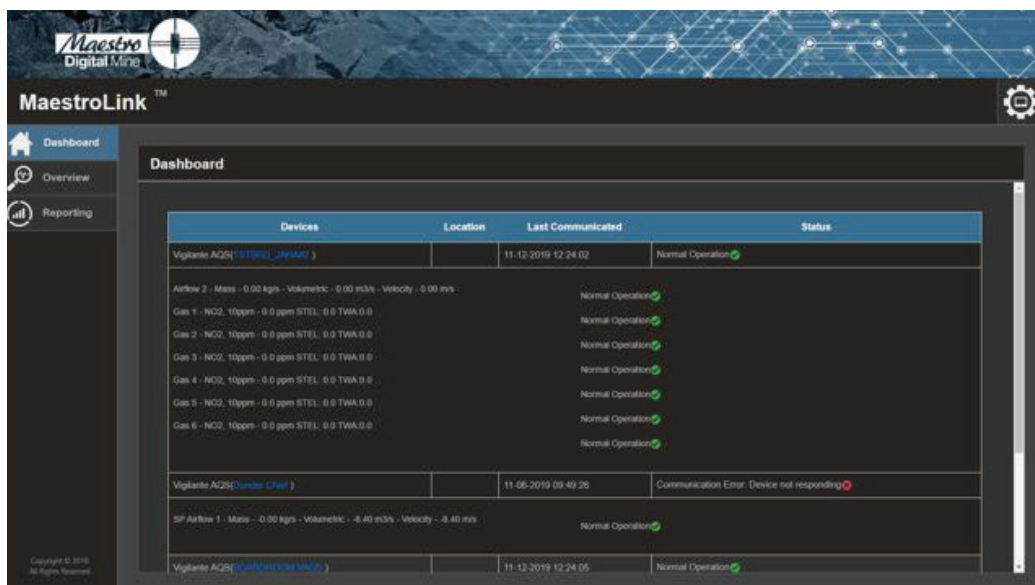 Maestro
Digital Mine
MaestroLink ™
Dashboard
Overview
Reporting
Dashboard
Devices Location Last Communicated Status
Vigilante AQS( ) 11-12-2019 12:24:02 Normal Operation
Airflow 2 - Mass - 0.00 kg/s - Volumetric - 0.00 m3/s - Velocity - 0.00 m/s Normal Operation
Gas 1 - NO2, 10ppm - 0.0 ppm STEL: 0.0 TWA:0.0 Normal Operation
Gas 2 - NO2, 10ppm - 0.0 ppm STEL: 0.0 TWA:0.0 Normal Operation
Gas 3 - NO2, 10ppm - 0.0 ppm STEL: 0.0 TWA:0.0 Normal Operation
Gas 4 - NO2, 10ppm - 0.0 ppm STEL: 0.0 TWA:0.0 Normal Operation
Gas 5 - NO2, 10ppm - 0.0 ppm STEL: 0.0 TWA:0.0 Normal Operation
Gas 6 - NO2, 10ppm - 0.0 ppm STEL: 0.0 TWA:0.0 Normal Operation
Vigilante AQS( Chief ) 11-06-2019 09:49:26 Communication Error: Device not responding
SP Airflow 1 - Mass - -0.00 kg/s - Volumetric - -8.40 m3/s - Velocity - -8.40 m/s Normal Operation
Vigilante AQS( ) 11-12-2019 12:24:05 Normal Operation
Copyright ©
All Rights Reserved